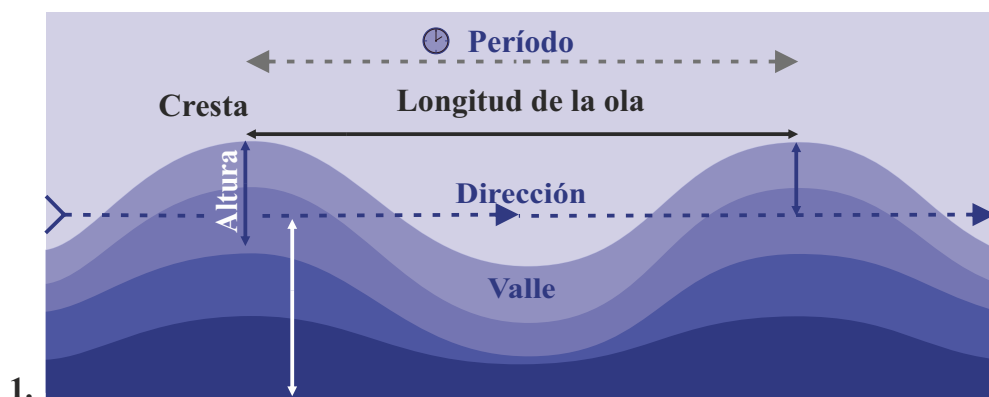 Período
Longitud de la ola
Cresta
Altura
Dirección
Valle
1.